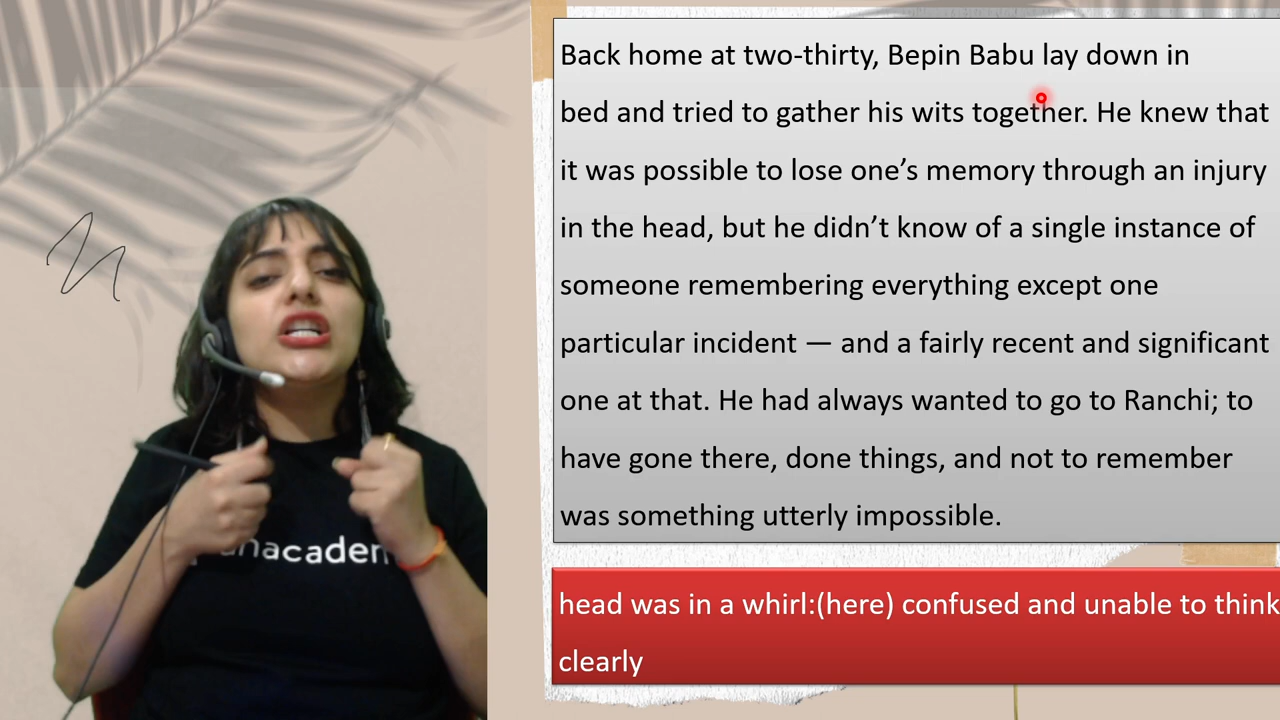 Back home at two-thirty, Bepin Babu lay down in
bed and tried to gather his wits together. He knew that
it was possible to lose one’s memory through an injury
in the head, but he didn’t know of a single instance of
someone remembering everything except one
particular incident — and a fairly recent and significant
one at that. He had always wanted to go to Ranchi; to
have gone there, done things, and not to remember
was something utterly impossible.
head was in a whirl:(here) confused and unable to think
clearly